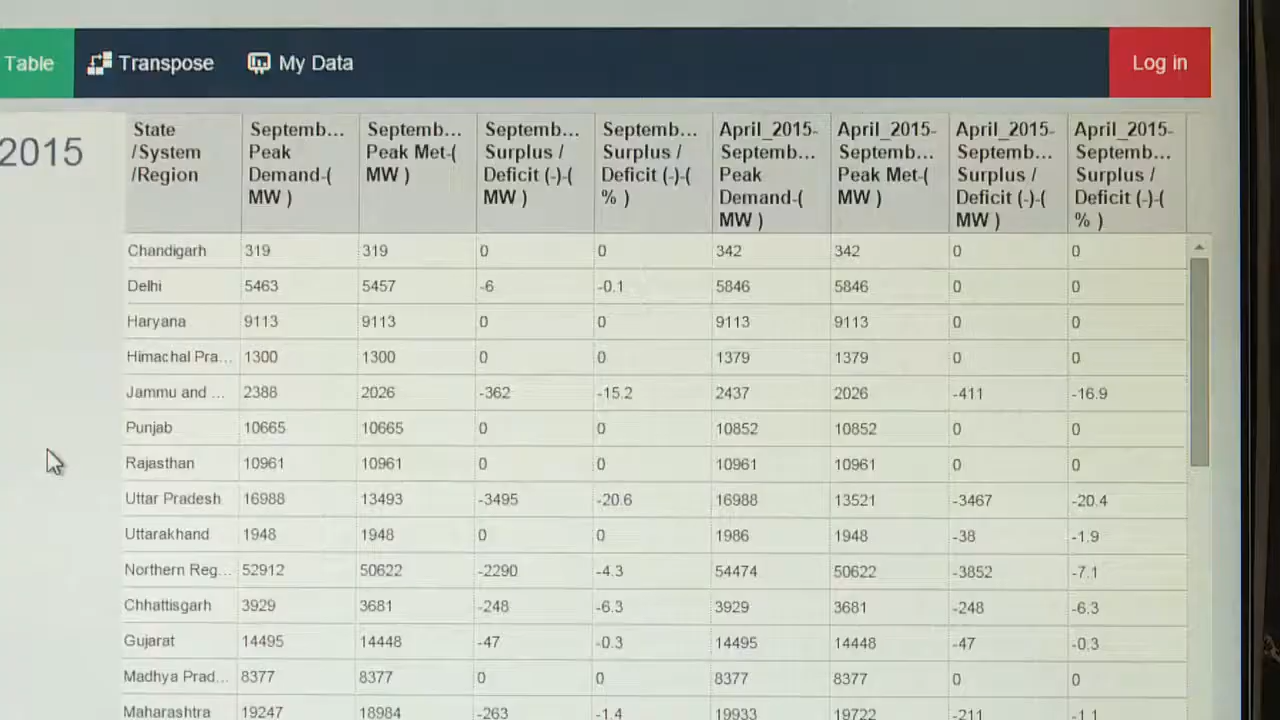 Table Transpose My Data Log in
2015
State /System /Region | Septemb... Peak Demand-( MW ) | Septemb... Peak Met-( MW ) | Septemb... Surplus / Deficit (-)-( MW ) | Septemb... Surplus / Deficit (-)-( % ) | April_2015- Septemb... Peak Demand-( MW ) | April_2015- Septemb... Peak Met-( MW ) | April_2015- Septemb... Surplus / Deficit (-)-( MW ) | April_2015- Septemb... Surplus / Deficit (-)-( % )
Chandigarh 319 319 0 0 342 342 0 0
Delhi 5463 5457 -6 -0.1 5846 5846 0 0
Haryana 9113 9113 0 0 9113 9113 0 0
Himachal Pra... 1300 1300 0 0 1379 1379 0 0
Jammu and ... 2388 2026 -362 -15.2 2437 2026 -411 -16.9
Punjab 10665 10665 0 0 10852 10852 0 0
Rajasthan 10961 10961 0 0 10961 10961 0 0
Uttar Pradesh 16988 13493 -3495 -20.6 16988 13521 -3467 -20.4
Uttarakhand 1948 1948 0 0 1986 1948 -38 -1.9
Northern Reg... 52912 50622 -2290 -4.3 54474 50622 -3852 -7.1
Chhattisgarh 3929 3681 -248 -6.3 3929 3681 -248 -6.3
Gujarat 14495 14448 -47 -0.3 14495 14448 -47 -0.3
Madhya Prad... 8377 8377 0 0 8377 8377 0 0
Maharashtra 19247 18984 -263 -1.4 19933 19722 -211 -1.1